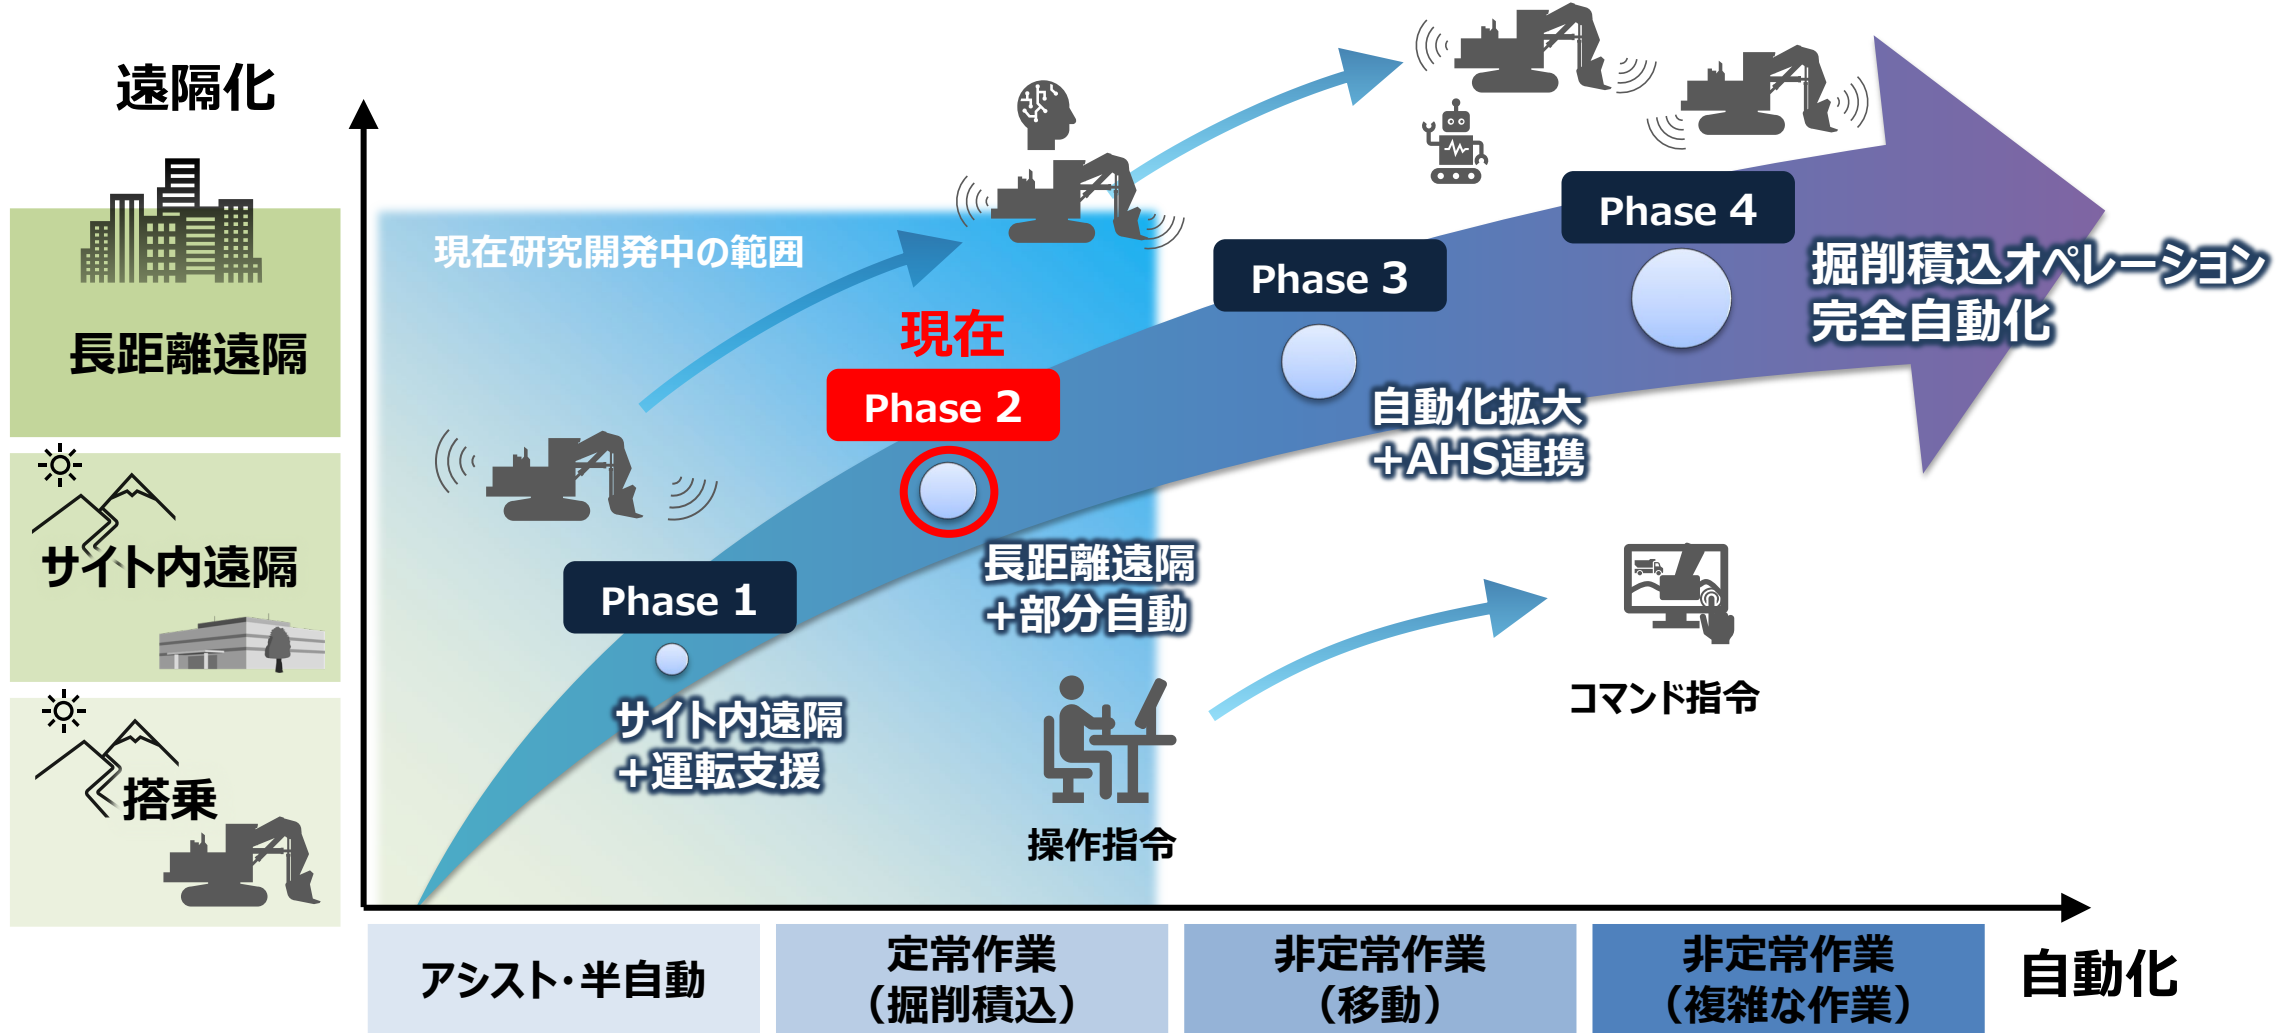 遠隔化
長距離遠隔
サイト内遠隔
搭乗
現在研究開発中の範囲
現在
Phase 1
サイト内遠隔
+運転支援
Phase 2
長距離遠隔
+部分自動
Phase 3
自動化拡大
+AHS連携
Phase 4
掘削積込オペレーション
完全自動化
操作指令
コマンド指令
アシスト・半自動
定常作業
（掘削積込）
非定常作業
（移動）
非定常作業
（複雑な作業）
自動化